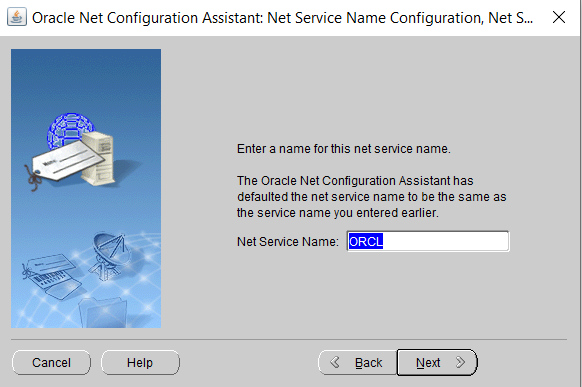 Oracle Net Configuration Assistant: Net Service Name Configuration, Net S...
Enter a name for this net service name.
The Oracle Net Configuration Assistant has
defaulted the net service name to be the same as
the service name you entered earlier.
Net Service Name: ORCL
Cancel Help Back Next